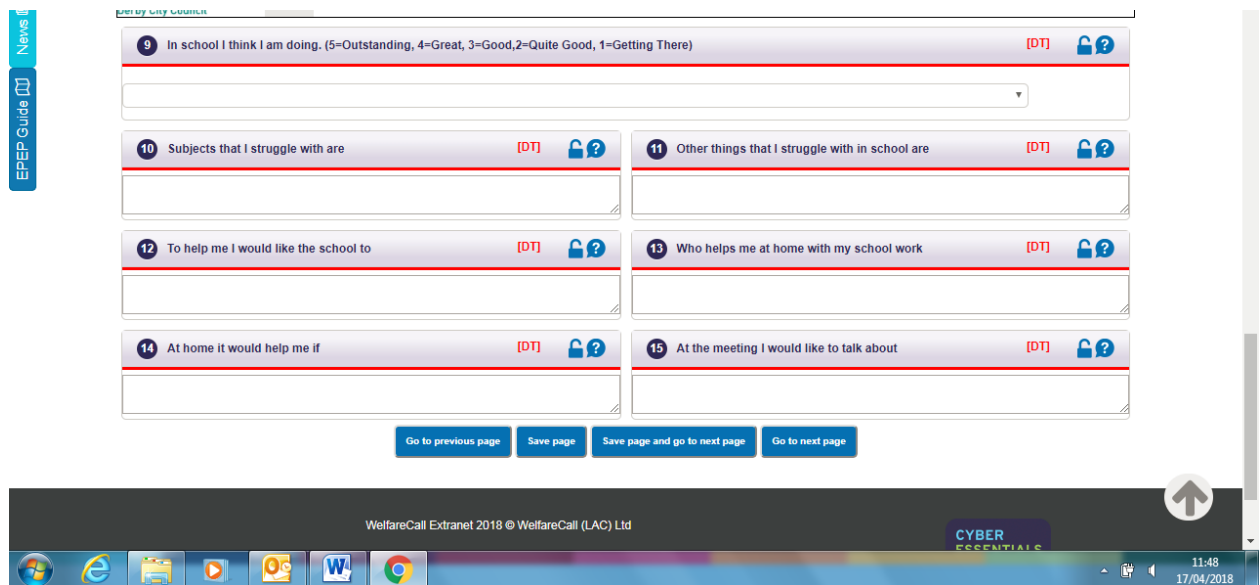 Derby City Council
News
EPEP Guide
9 In school I think I am doing. (5=Outstanding, 4=Great, 3=Good,2=Quite Good, 1=Getting There) [DT]
10 Subjects that I struggle with are [DT]
11 Other things that I struggle with in school are [DT]
12 To help me I would like the school to [DT]
13 Who helps me at home with my school work [DT]
14 At home it would help me if [DT]
15 At the meeting I would like to talk about [DT]
Go to previous page
Save page
Save page and go to next page
Go to next page
WelfareCall Extranet 2018 © WelfareCall (LAC) Ltd
CYBER
ESSENTIALS
11:48
17/04/2018